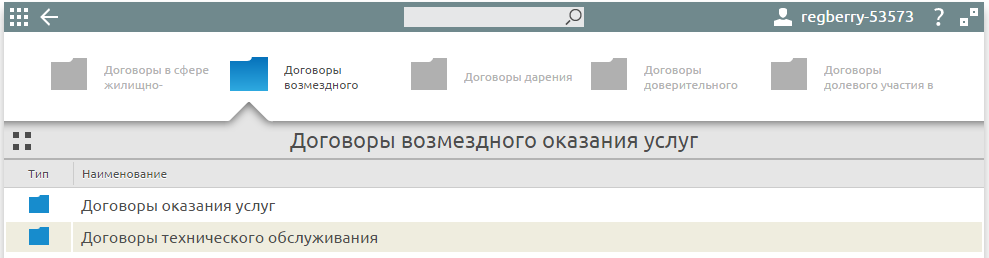 regberry-53573 ?
Договоры в сфере
жилищно-
Договоры
возмездного
Договоры дарения
Договоры
доверительного
Договоры
долевого участия в
Договоры возмездного оказания услуг
Тип Наименование
Договоры оказания услуг
Договоры технического обслуживания